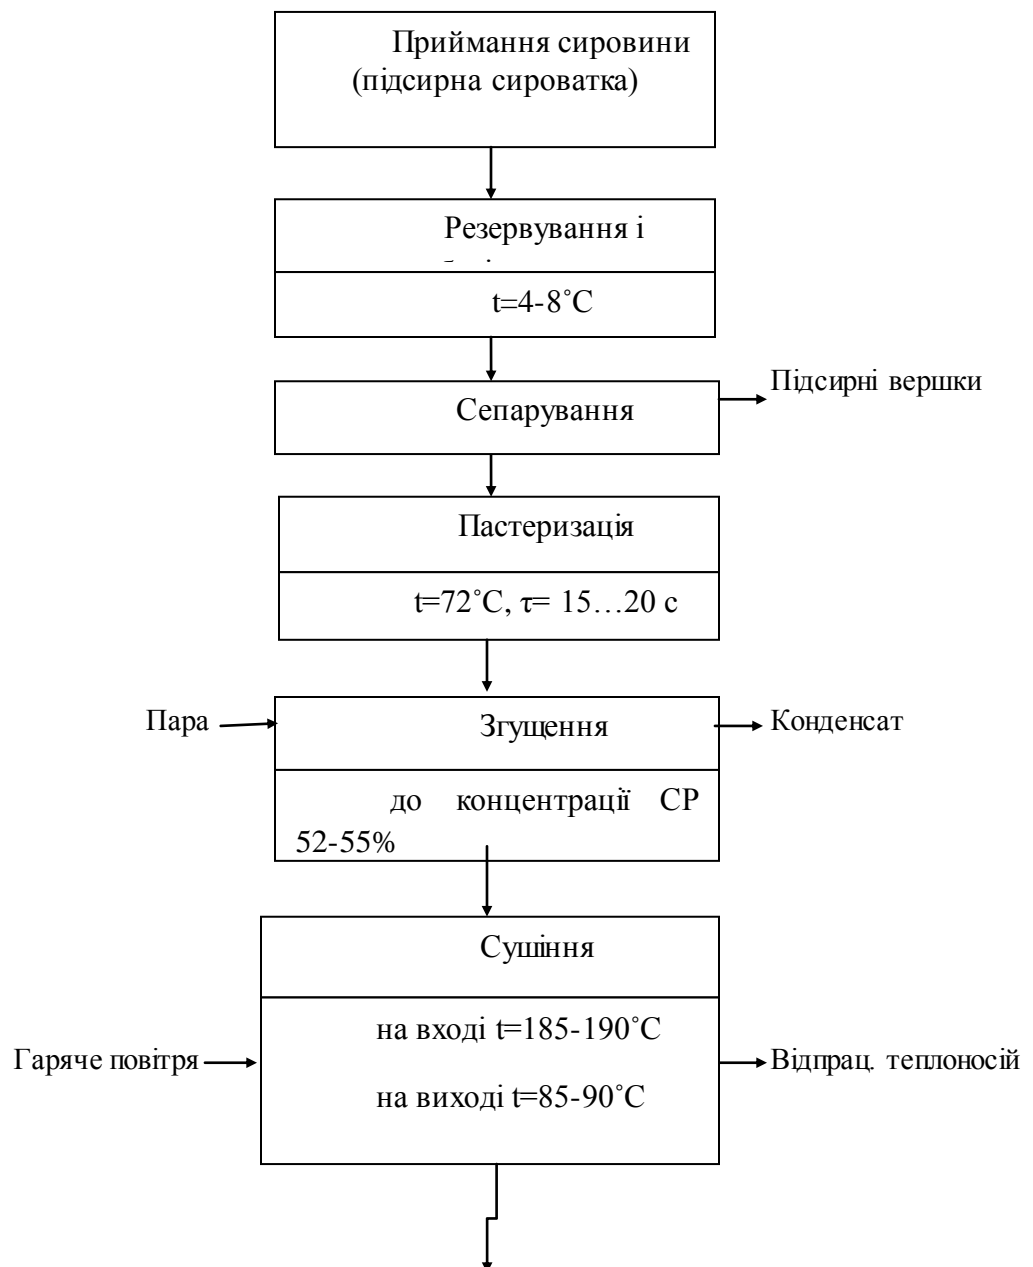 Приймання сировини
(підсирна сироватка)
Резервування і
t=4-8˚С
Підсирні вершки
Сепарування
Пастеризація
t=72˚С, τ= 15…20 с
Пара
Згущення
Конденсат
до концентрації СР
52-55%
Сушіння
на вході t=185-190˚С
Гаряче повітря
Відпрац. теплоносій
на виході t=85-90˚С